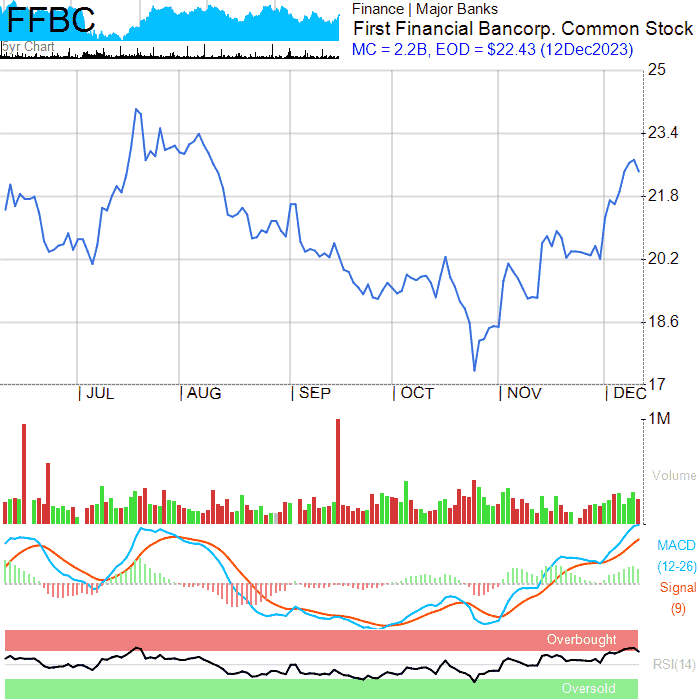 FFBC
5yr Chart
Finance | Major Banks
First Financial Bancorp. Common Stock
MC = 2.2B, EOD = $22.43 (12Dec2023)
25
23.4
21.8
20.2
18.6
17
| JUL | AUG | SEP | OCT | NOV | DEC
1M
Volume
MACD
(12-26)
Signal
(9)
Overbought
RSI(14)
Oversold